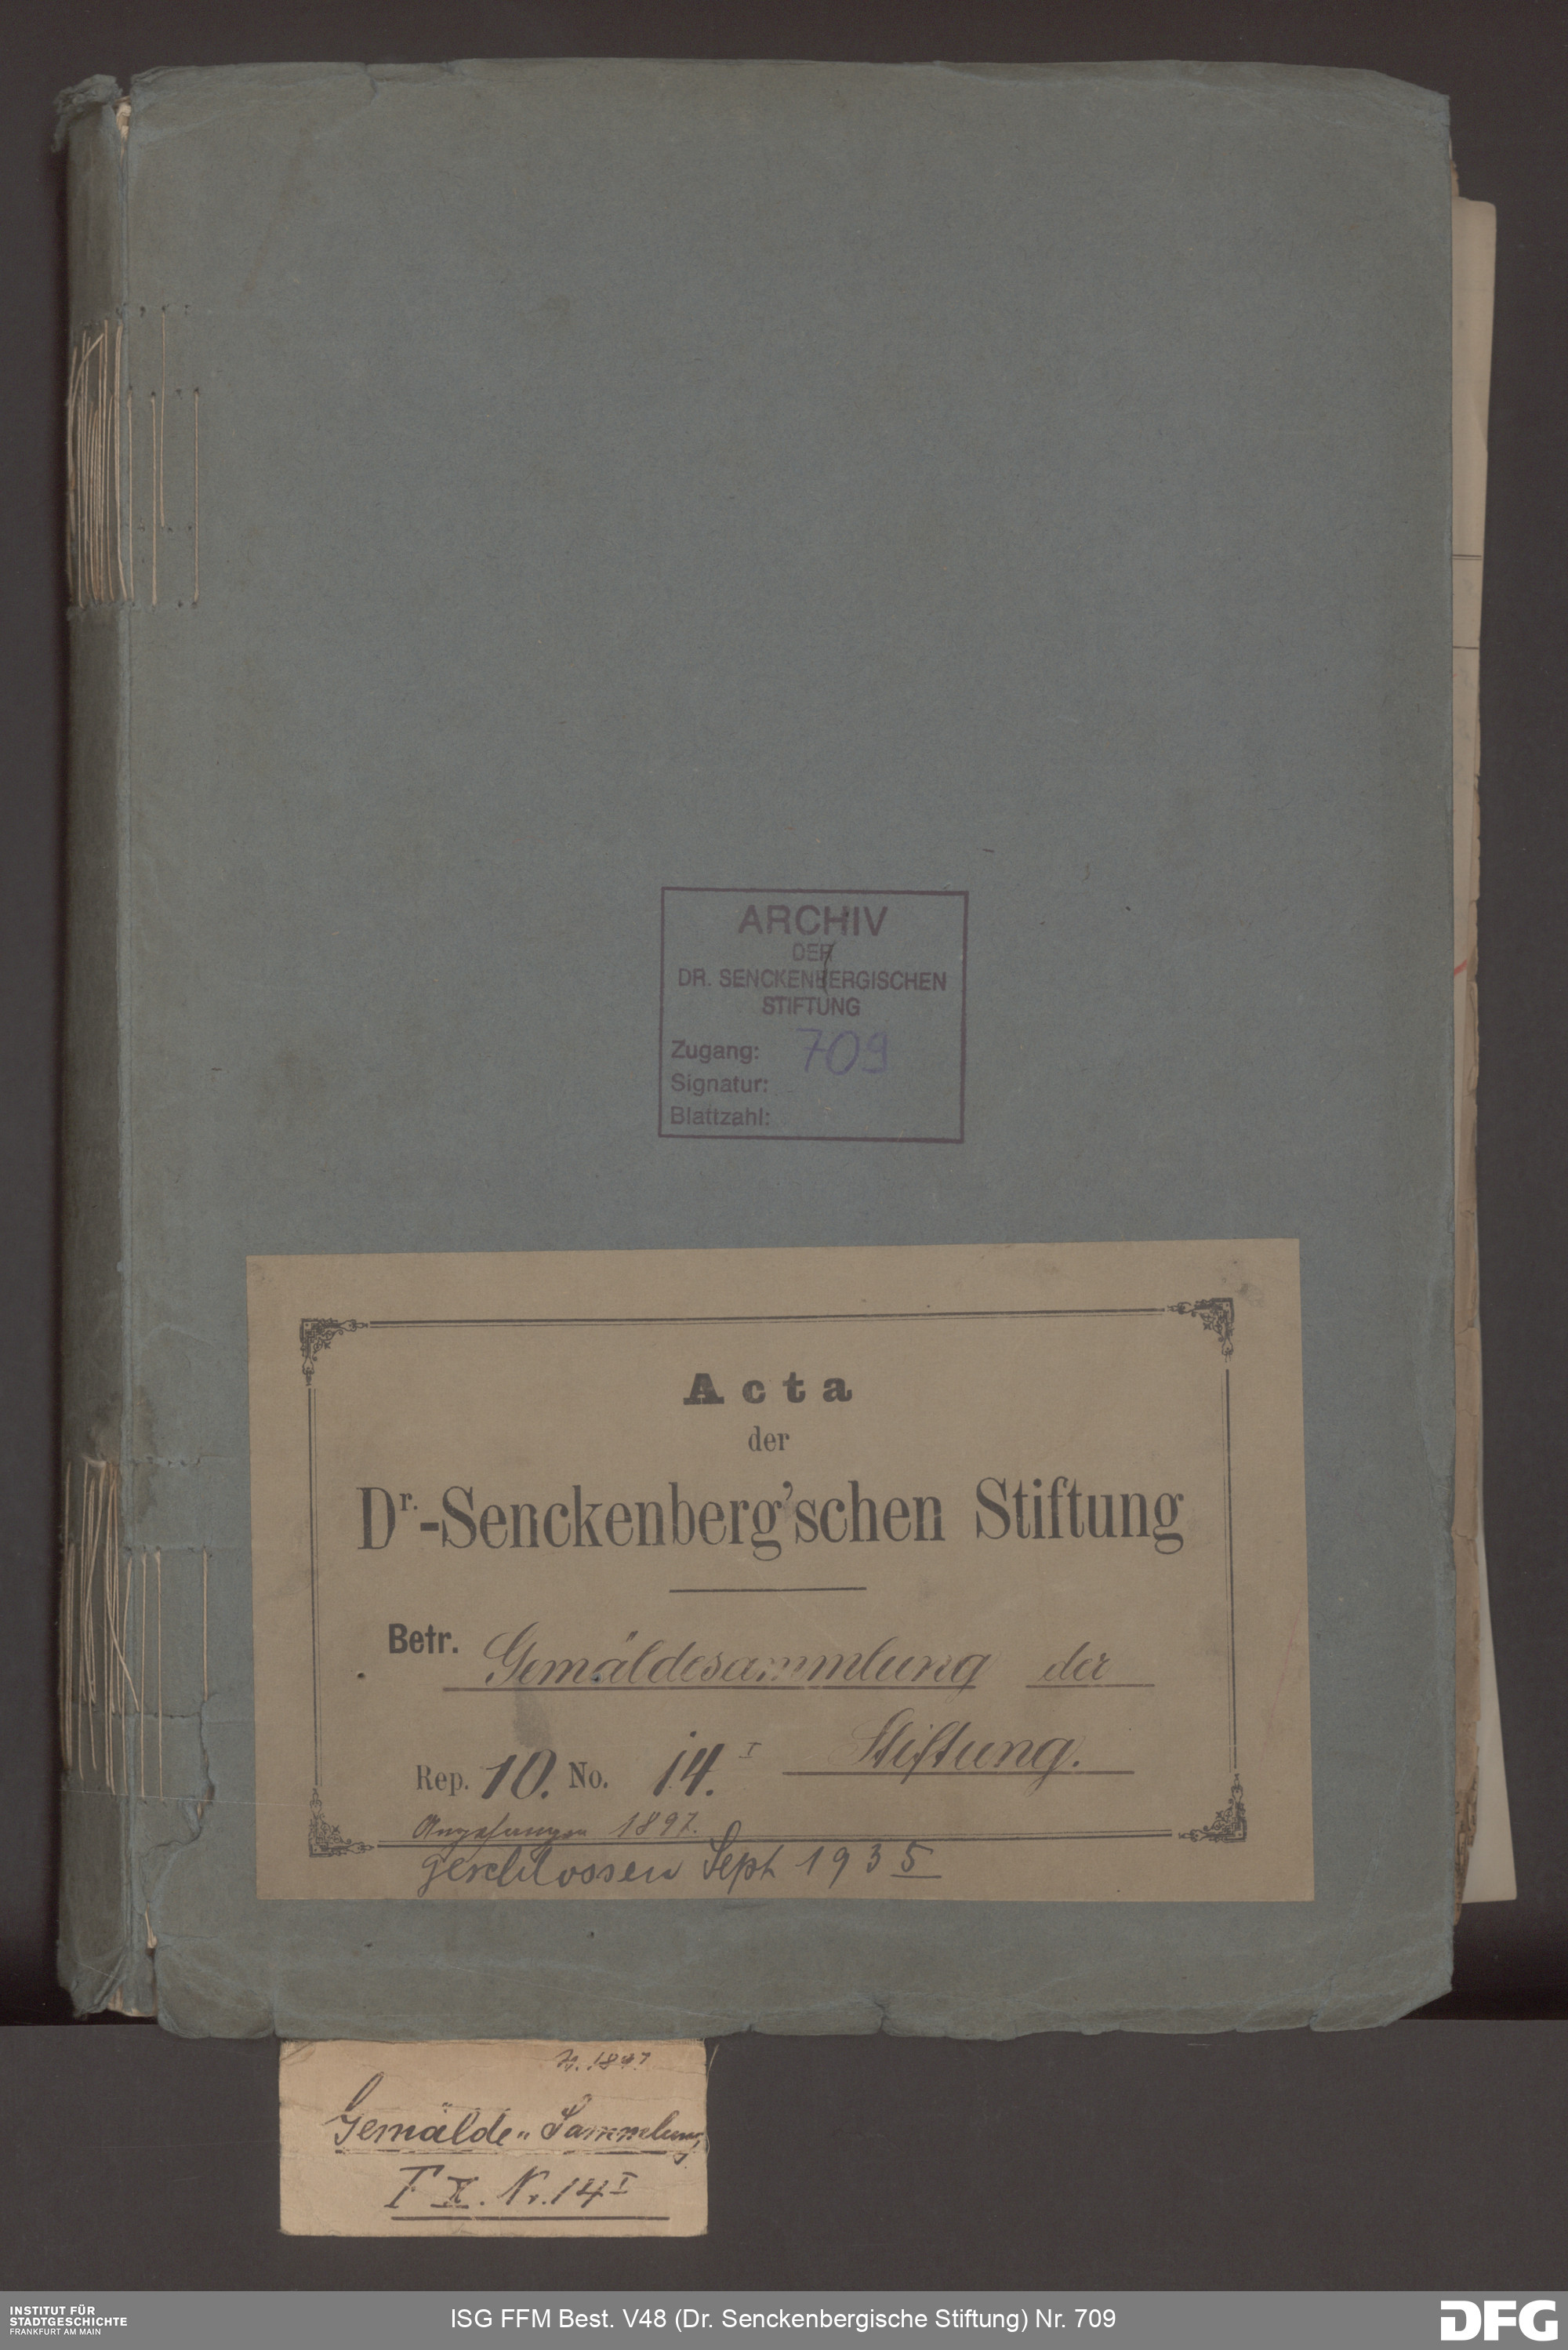 ARCHIV
DER
DR. SENCKENBERGISCHEN
STIFTUNG
Zugang: 709
Signatur:
Blattzahl:
Acta
der
Dr.-Senckenberg'schen Stiftung
Betr. Gemäldesammlung der
Stiftung.
Rep. 10. No. 14. I
Angefangen 1897.
geschlossen Sept 1935
1897
Gemälde-Sammlung
F X. Nr. 14 I
INSTITUT FÜR
STADTGESCHICHTE
FRANKFURT AM MAIN
ISG FFM Best. V48 (Dr. Senckenbergische Stiftung) Nr. 709
DFG